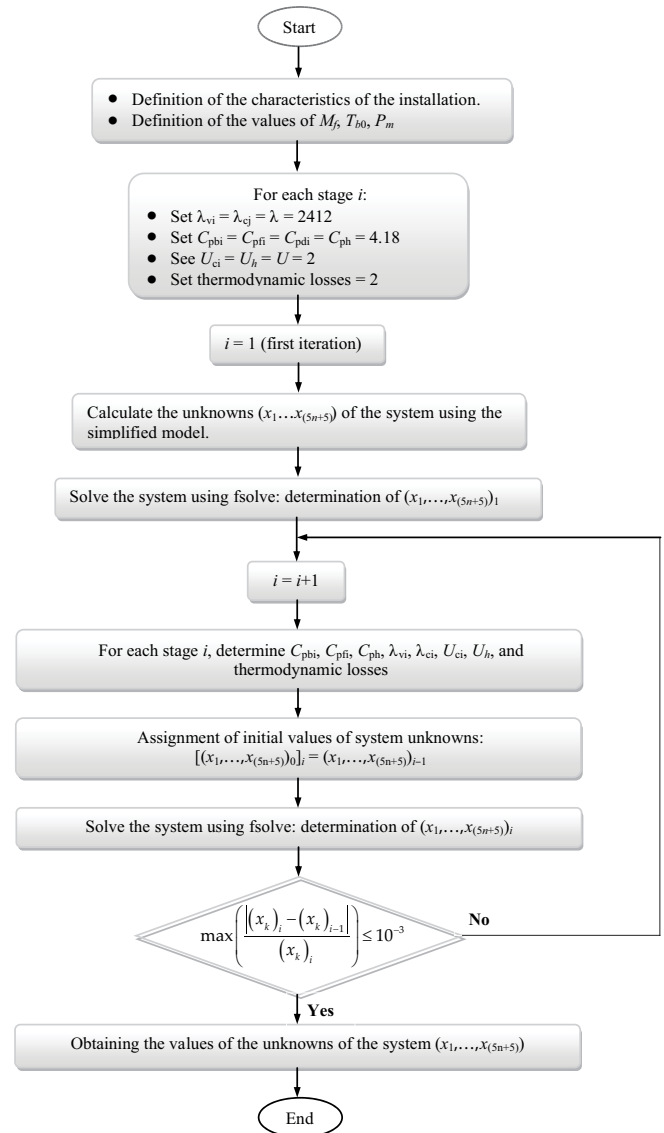 Start
• Definition of the characteristics of the installation.
• Definition of the values of M_f, T_b0, P_m
For each stage i:
• Set λ_vi = λ_cj = λ = 2412
• Set C_pbi = C_pfi = C_pdi = C_ph = 4.18
• See U_ci = U_h = U = 2
• Set thermodynamic losses = 2
i = 1 (first iteration)
Calculate the unknowns (x_1…x_(5n+5)) of the system using the
simplified model.
Solve the system using fsolve: determination of (x_1,…,x_(5n+5))_1
i = i+1
For each stage i, determine C_pbi, C_pfi, C_ph, λ_vi, λ_ci, U_ci, U_h, and
thermodynamic losses
Assignment of initial values of system unknowns:
[(x_1,…,x_(5n+5))_0]_i = (x_1,…,x_(5n+5))_i–1
Solve the system using fsolve: determination of (x_1,…,x_(5n+5))_i
max(|(x_k)_i − (x_k)_i−1| / (x_k)_i) ≤ 10^−3
No
Yes
Obtaining the values of the unknowns of the system (x_1,…,x_(5n+5))
End